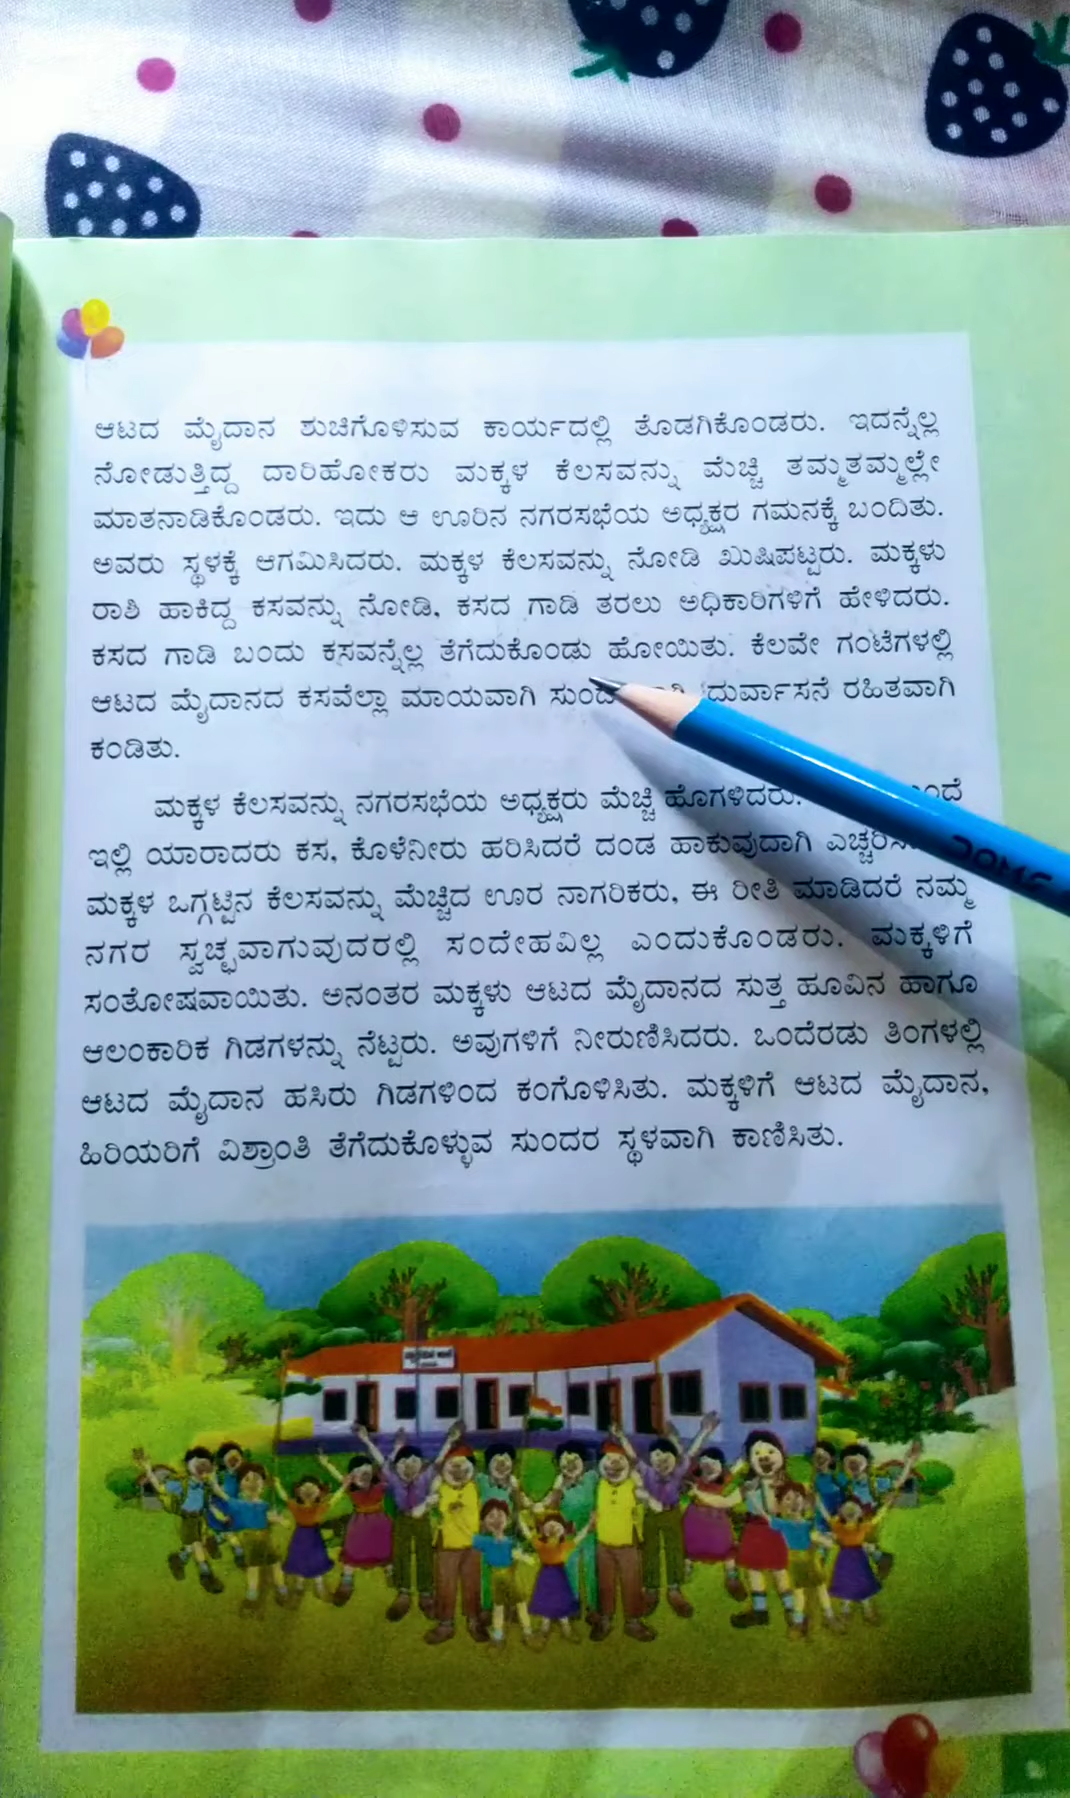 ಆಟದ ಮೈದಾನ ಶುಚಿಗೊಳಿಸುವ ಕಾರ್ಯದಲ್ಲಿ ತೊಡಗಿಕೊಂಡರು. ಇದನ್ನೆಲ್ಲ
ನೋಡುತ್ತಿದ್ದ ದಾರಿಹೋಕರು ಮಕ್ಕಳ ಕೆಲಸವನ್ನು ಮೆಚ್ಚಿ ತಮ್ಮತಮ್ಮಲ್ಲೇ
ಮಾತನಾಡಿಕೊಂಡರು. ಇದು ಆ ಊರಿನ ನಗರಸಭೆಯ ಅಧ್ಯಕ್ಷರ ಗಮನಕ್ಕೆ ಬಂದಿತು.
ಅವರು ಸ್ಥಳಕ್ಕೆ ಆಗಮಿಸಿದರು. ಮಕ್ಕಳ ಕೆಲಸವನ್ನು ನೋಡಿ ಖುಷಿಪಟ್ಟರು. ಮಕ್ಕಳು
ರಾಶಿ ಹಾಕಿದ್ದ ಕಸವನ್ನು ನೋಡಿ, ಕಸದ ಗಾಡಿ ತರಲು ಅಧಿಕಾರಿಗಳಿಗೆ ಹೇಳಿದರು.
ಕಸದ ಗಾಡಿ ಬಂದು ಕಸವನ್ನೆಲ್ಲ ತೆಗೆದುಕೊಂಡು ಹೋಯಿತು. ಕೆಲವೇ ಗಂಟೆಗಳಲ್ಲಿ
ಆಟದ ಮೈದಾನದ ಕಸವೆಲ್ಲಾ ಮಾಯವಾಗಿ ದುರ್ವಾಸನೆ ರಹಿತವಾಗಿ
ಕಂಡಿತು.
ಮಕ್ಕಳ ಕೆಲಸವನ್ನು ನಗರಸಭೆಯ ಅಧ್ಯಕ್ಷರು ಮೆಚ್ಚಿ ಹೊಗಳಿದರು.
ಇಲ್ಲಿ ಯಾರಾದರು ಕಸ, ಕೊಳೆನೀರು ಹರಿಸಿದರೆ ದಂಡ ಹಾಕುವುದಾಗಿ
ಮಕ್ಕಳ ಒಗ್ಗಟ್ಟಿನ ಕೆಲಸವನ್ನು ಮೆಚ್ಚಿದ ಊರ ನಾಗರಿಕರು, ಈ ರೀತಿ ಮಾಡಿದರೆ ನಮ್ಮ
ನಗರ ಸ್ವಚ್ಛವಾಗುವುದರಲ್ಲಿ ಸಂದೇಹವಿಲ್ಲ ಎಂದುಕೊಂಡರು. ಮಕ್ಕಳಿಗೆ
ಸಂತೋಷವಾಯಿತು. ಅನಂತರ ಮಕ್ಕಳು ಆಟದ ಮೈದಾನದ ಸುತ್ತ ಹೂವಿನ ಹಾಗೂ
ಆಲಂಕಾರಿಕ ಗಿಡಗಳನ್ನು ನೆಟ್ಟರು. ಅವುಗಳಿಗೆ ನೀರುಣಿಸಿದರು. ಒಂದೆರಡು ತಿಂಗಳಲ್ಲಿ
ಆಟದ ಮೈದಾನ ಹಸಿರು ಗಿಡಗಳಿಂದ ಕಂಗೊಳಿಸಿತು. ಮಕ್ಕಳಿಗೆ ಆಟದ ಮೈದಾನ,
ಹಿರಿಯರಿಗೆ ವಿಶ್ರಾಂತಿ ತೆಗೆದುಕೊಳ್ಳುವ ಸುಂದರ ಸ್ಥಳವಾಗಿ ಕಾಣಿಸಿತು.